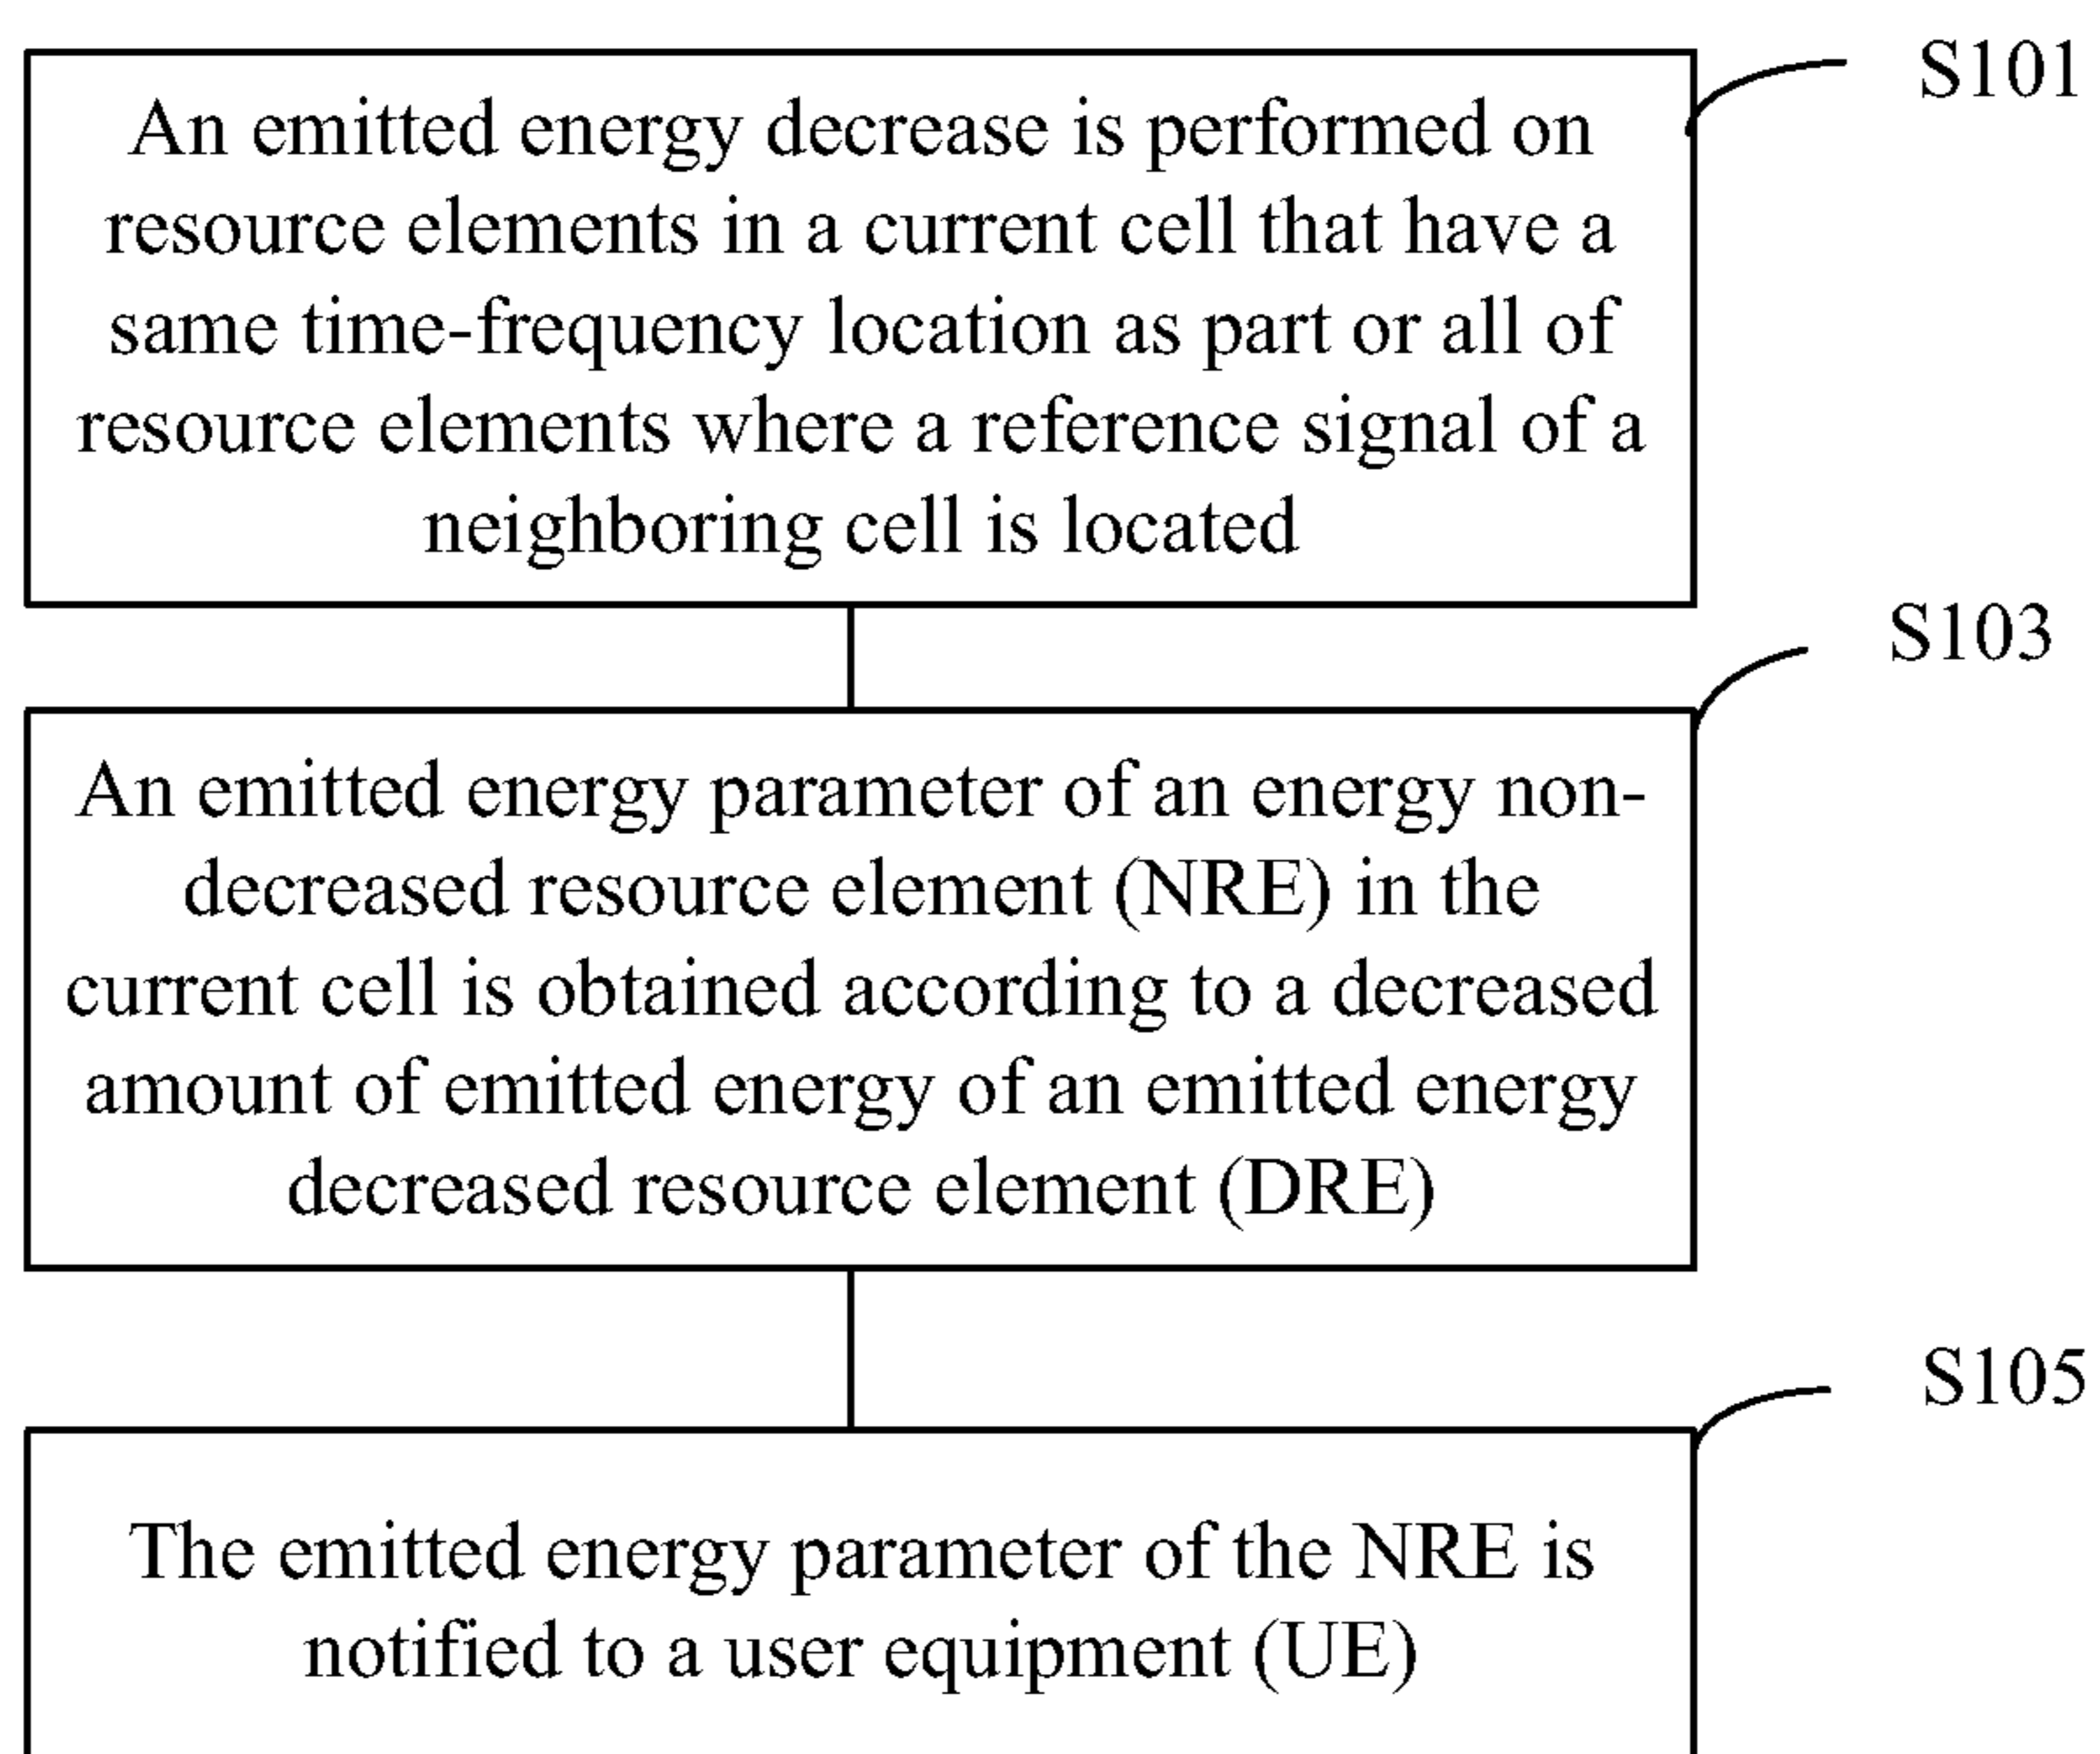 S101
An emitted energy decrease is performed on
resource elements in a current cell that have a
same time-frequency location as part or all of
resource elements where a reference signal of a
neighboring cell is located
S103
An emitted energy parameter of an energy non-
decreased resource element (NRE) in the
current cell is obtained according to a decreased
amount of emitted energy of an emitted energy
decreased resource element (DRE)
S105
The emitted energy parameter of the NRE is
notified to a user equipment (UE)